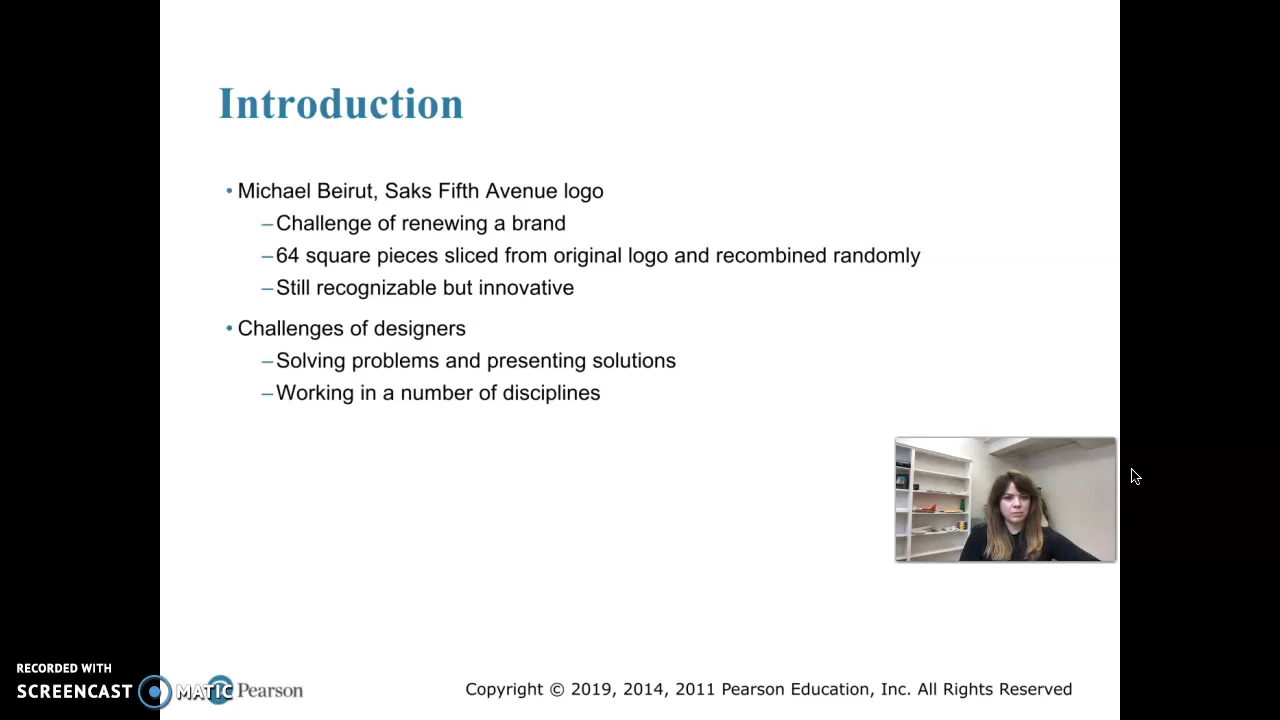 Introduction
• Michael Beirut, Saks Fifth Avenue logo
–Challenge of renewing a brand
–64 square pieces sliced from original logo and recombined randomly
–Still recognizable but innovative
• Challenges of designers
–Solving problems and presenting solutions
–Working in a number of disciplines
RECORDED WITH
SCREENCAST MATIC
Pearson
Copyright © 2019, 2014, 2011 Pearson Education, Inc. All Rights Reserved